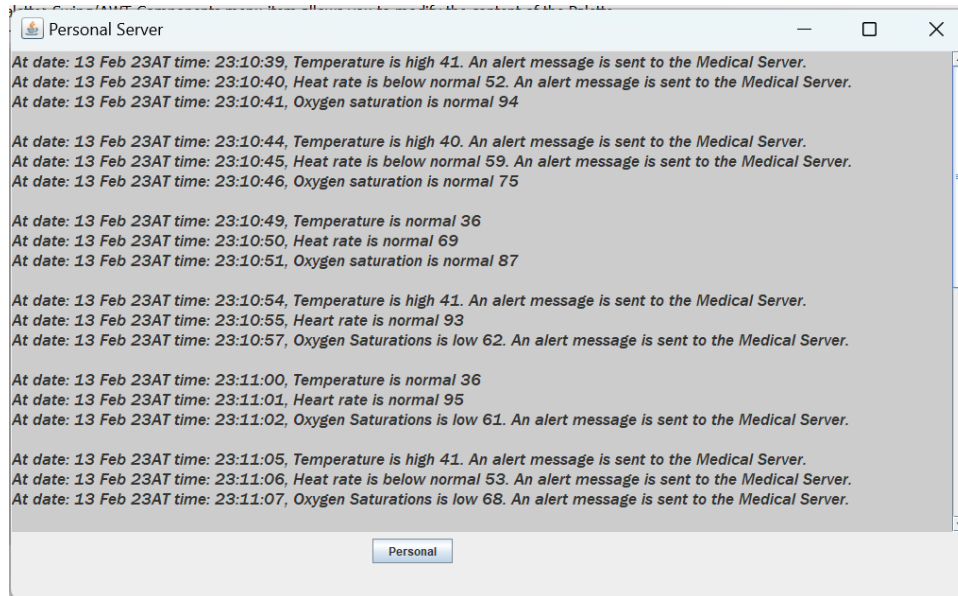 Palette Swing/AWT Components menu item allows you to modify the content of the Palette
Personal Server
At date: 13 Feb 23AT time: 23:10:39, Temperature is high 41. An alert message is sent to the Medical Server.
At date: 13 Feb 23AT time: 23:10:40, Heat rate is below normal 52. An alert message is sent to the Medical Server.
At date: 13 Feb 23AT time: 23:10:41, Oxygen saturation is normal 94
At date: 13 Feb 23AT time: 23:10:44, Temperature is high 40. An alert message is sent to the Medical Server.
At date: 13 Feb 23AT time: 23:10:45, Heat rate is below normal 59. An alert message is sent to the Medical Server.
At date: 13 Feb 23AT time: 23:10:46, Oxygen saturation is normal 75
At date: 13 Feb 23AT time: 23:10:49, Temperature is normal 36
At date: 13 Feb 23AT time: 23:10:50, Heat rate is normal 69
At date: 13 Feb 23AT time: 23:10:51, Oxygen saturation is normal 87
At date: 13 Feb 23AT time: 23:10:54, Temperature is high 41. An alert message is sent to the Medical Server.
At date: 13 Feb 23AT time: 23:10:55, Heart rate is normal 93
At date: 13 Feb 23AT time: 23:10:57, Oxygen Saturations is low 62. An alert message is sent to the Medical Server.
At date: 13 Feb 23AT time: 23:11:00, Temperature is normal 36
At date: 13 Feb 23AT time: 23:11:01, Heart rate is normal 95
At date: 13 Feb 23AT time: 23:11:02, Oxygen Saturations is low 61. An alert message is sent to the Medical Server.
At date: 13 Feb 23AT time: 23:11:05, Temperature is high 41. An alert message is sent to the Medical Server.
At date: 13 Feb 23AT time: 23:11:06, Heat rate is below normal 53. An alert message is sent to the Medical Server.
At date: 13 Feb 23AT time: 23:11:07, Oxygen Saturations is low 68. An alert message is sent to the Medical Server.
Personal